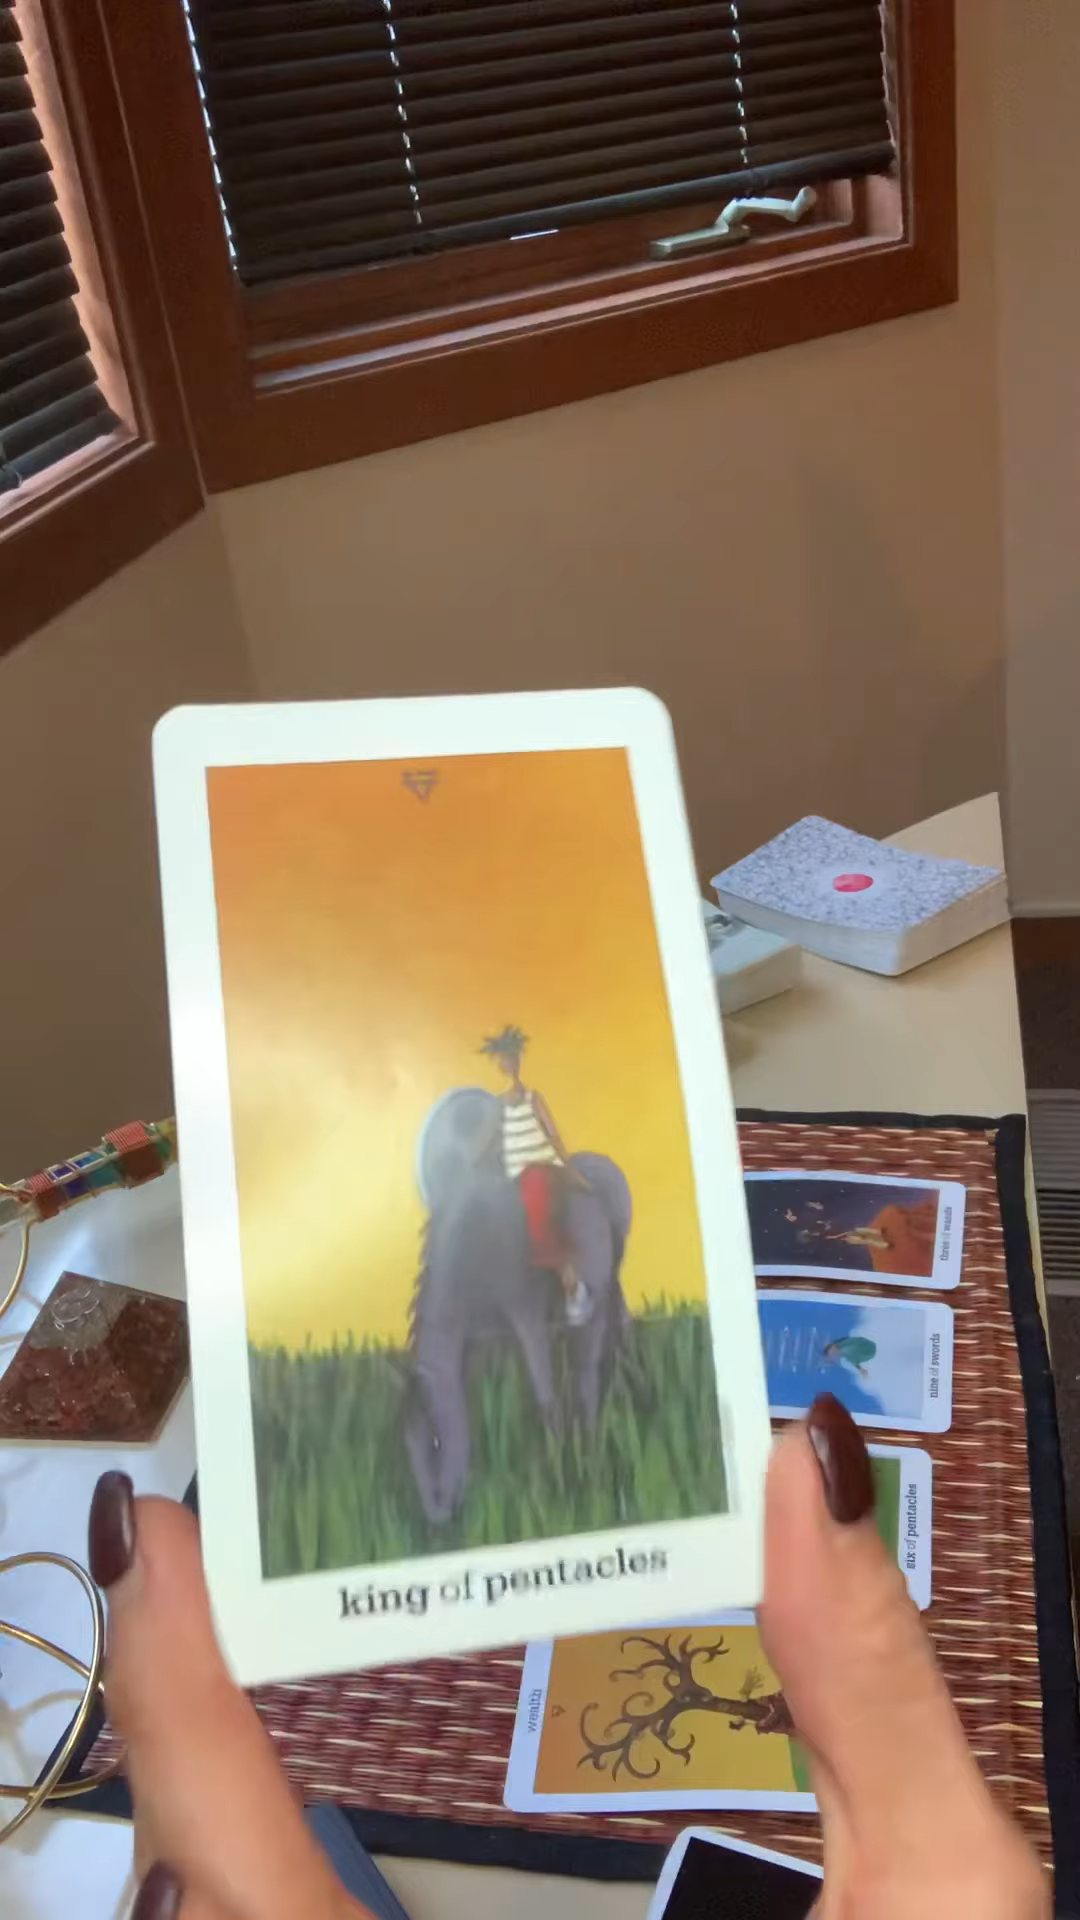 king of pentacles
three of wands
nine of swords
six of pentacles
wealth